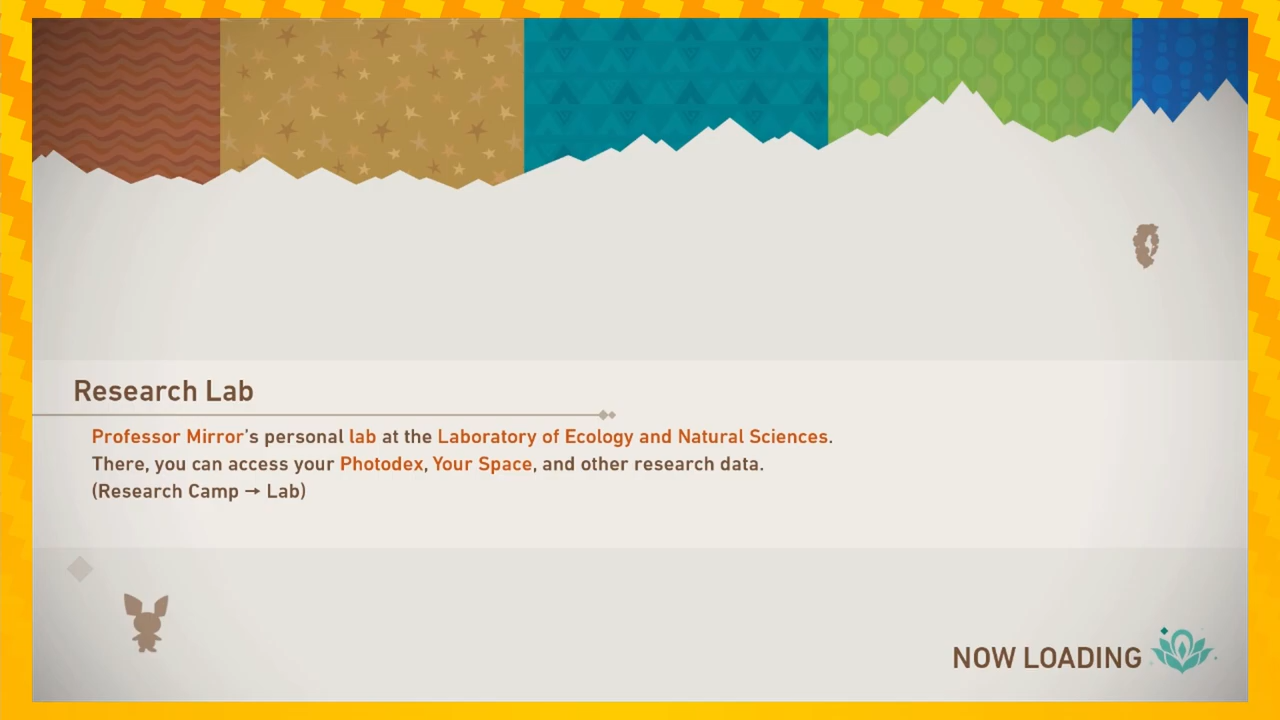 Research Lab
Professor Mirror's personal lab at the Laboratory of Ecology and Natural Sciences.
There, you can access your Photodex, Your Space, and other research data.
(Research Camp → Lab)
NOW LOADING